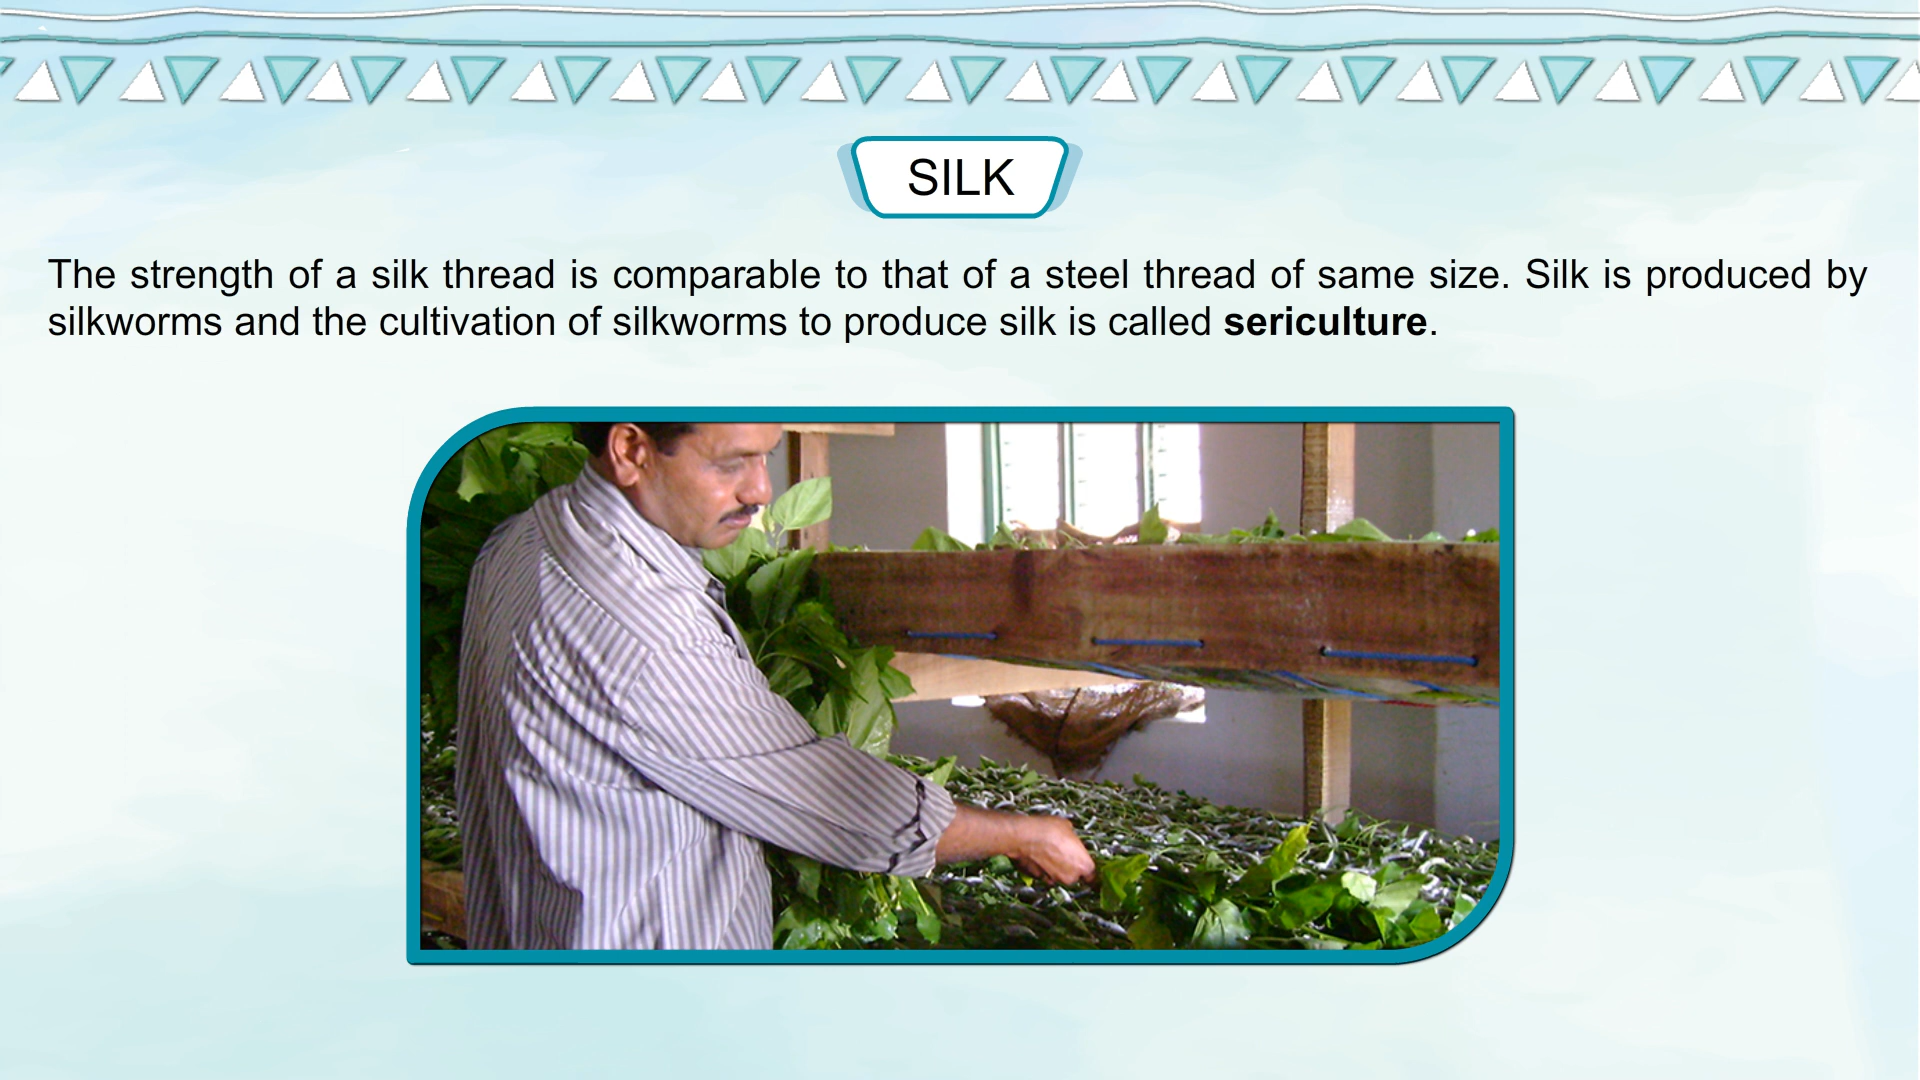 SILK
The strength of a silk thread is comparable to that of a steel thread of same size. Silk is produced by
silkworms and the cultivation of silkworms to produce silk is called sericulture.